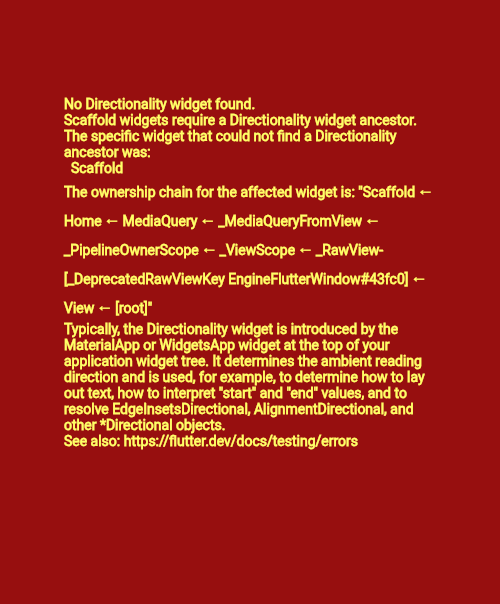 No Directionality widget found.
Scaffold widgets require a Directionality widget ancestor.
The specific widget that could not find a Directionality
ancestor was:
Scaffold
The ownership chain for the affected widget is: "Scaffold ←
Home ← MediaQuery ← _MediaQueryFromView ←
_PipelineOwnerScope ← _ViewScope ← _RawView-
[_DeprecatedRawViewKey EngineFlutterWindow#43fc0] ←
View ← [root]"
Typically, the Directionality widget is introduced by the
MaterialApp or WidgetsApp widget at the top of your
application widget tree. It determines the ambient reading
direction and is used, for example, to determine how to lay
out text, how to interpret "start" and "end" values, and to
resolve EdgeInsetsDirectional, AlignmentDirectional, and
other *Directional objects.
See also: https://flutter.dev/docs/testing/errors